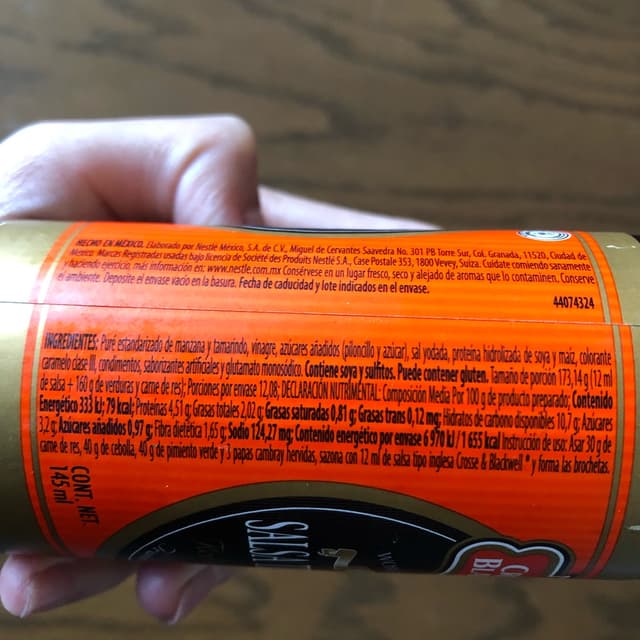 HECHO EN MÉXICO. Elaborado por Nestlé México, S.A. de C.V., Miguel de Cervantes Saavedra No. 301 PB Torre Sur, Col. Granada, 11520, Ciudad de
México. Marcas Registradas usadas bajo licencia de Société des Produits Nestlé S.A., Case Postale 353, 1800 Vevey, Suiza. Cuídate comiendo sanamente
y haciendo ejercicio, más información en: www.nestle.com.mx Consérvese en un lugar fresco, seco y alejado de aromas que lo contaminen. Conserve
el ambiente. Deposite el envase vacío en la basura. Fecha de caducidad y lote indicados en el envase.
44074324
INGREDIENTES: Puré estandarizado de manzana y tamarindo, vinagre, azúcares añadidos (piloncillo y azúcar), sal yodada, proteína hidrolizada de soya y maíz, colorante
caramelo clase III, condimentos, saborizantes artificiales y glutamato monosódico. Contiene soya y sulfitos. Puede contener gluten. Tamaño de porción 173,14 g (12 ml
de salsa + 160 g de verduras y carne de res); Porciones por envase 12,08; DECLARACIÓN NUTRIMENTAL: Composición Media Por 100 g de producto preparado; Contenido
Energético 333 kJ; 79 kcal; Proteínas 4,51 g; Grasas totales 2,02 g; Grasas saturadas 0,81 g; Grasas trans 0,12 mg; Hidratos de carbono disponibles 10,7 g; Azúcares
3,2 g; Azúcares añadidos 0,97 g; Fibra dietética 1,65 g; Sodio 124,27 mg; Contenido energético por envase 6 970 kJ / 1 655 kcal Instrucción de uso: Asar 30 g de
carne de res, 40 g de cebolla, 40 g de pimiento verde y 3 papas cambray hervidas, sazona con 12 ml de salsa tipo inglesa Crosse & Blackwell * y forma las brochetas.
CONT. NET.
145 ml
SALSA